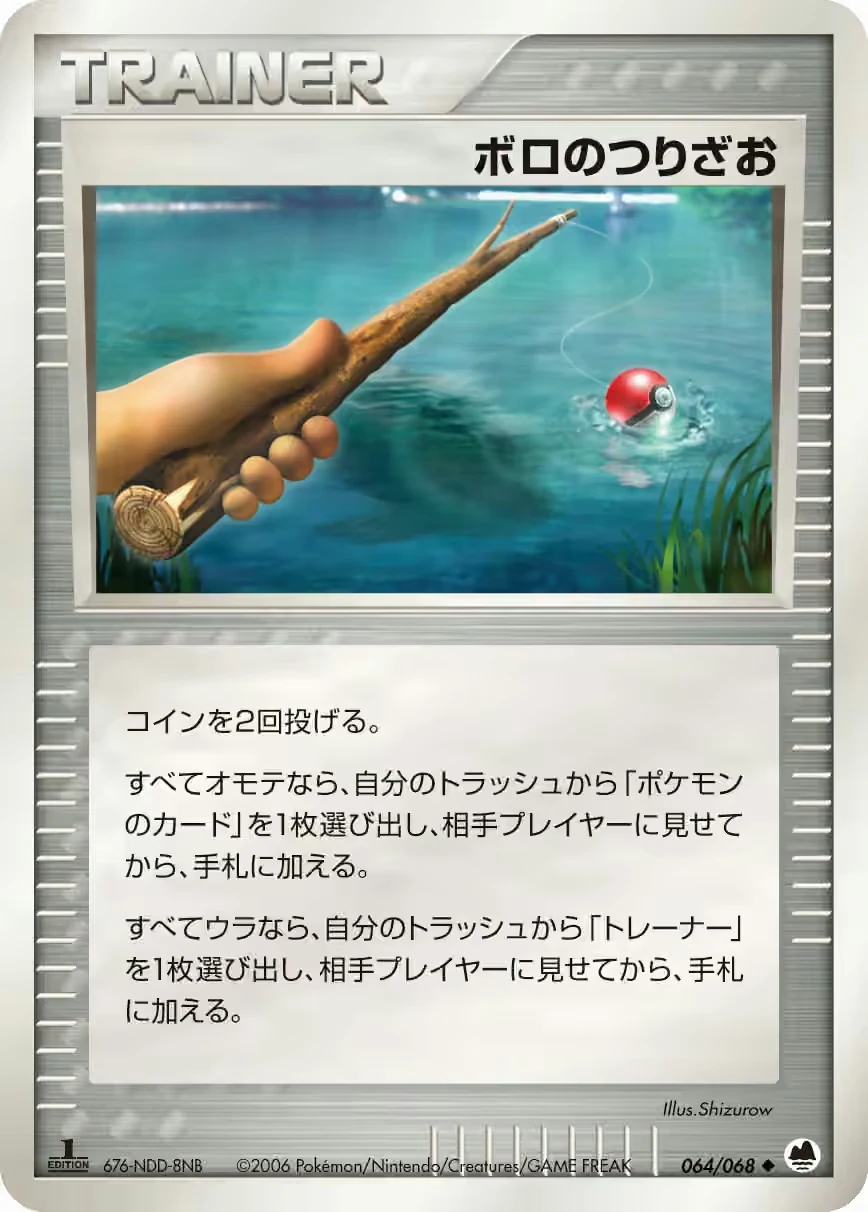 TRAINER
ボロのつりざお
コインを2回投げる。
すべてオモテなら、自分のトラッシュから「ポケモン
のカード」を1枚選び出し、相手プレイヤーに見せて
から、手札に加える。
すべてウラなら、自分のトラッシュから「トレーナー」
を1枚選び出し、相手プレイヤーに見せてから、手札
に加える。
Illus.Shizurow
1
EDITION
676-NDD-8NB ©2006 Pokémon/Nintendo/Creatures/GAME FREAK 064/068 ◆